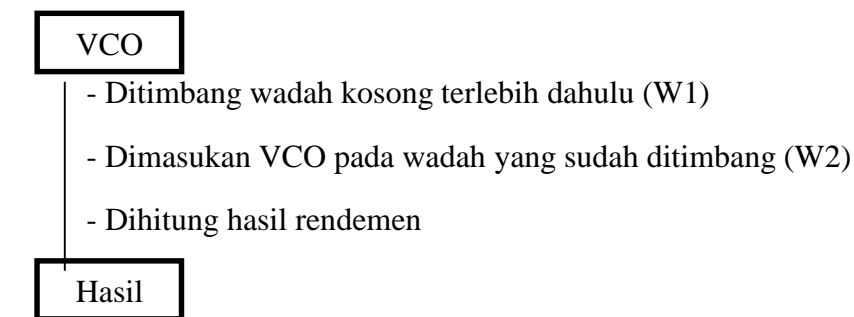 VCO
- Ditimbang wadah kosong terlebih dahulu (W1)
- Dimasukan VCO pada wadah yang sudah ditimbang (W2)
- Dihitung hasil rendemen
Hasil